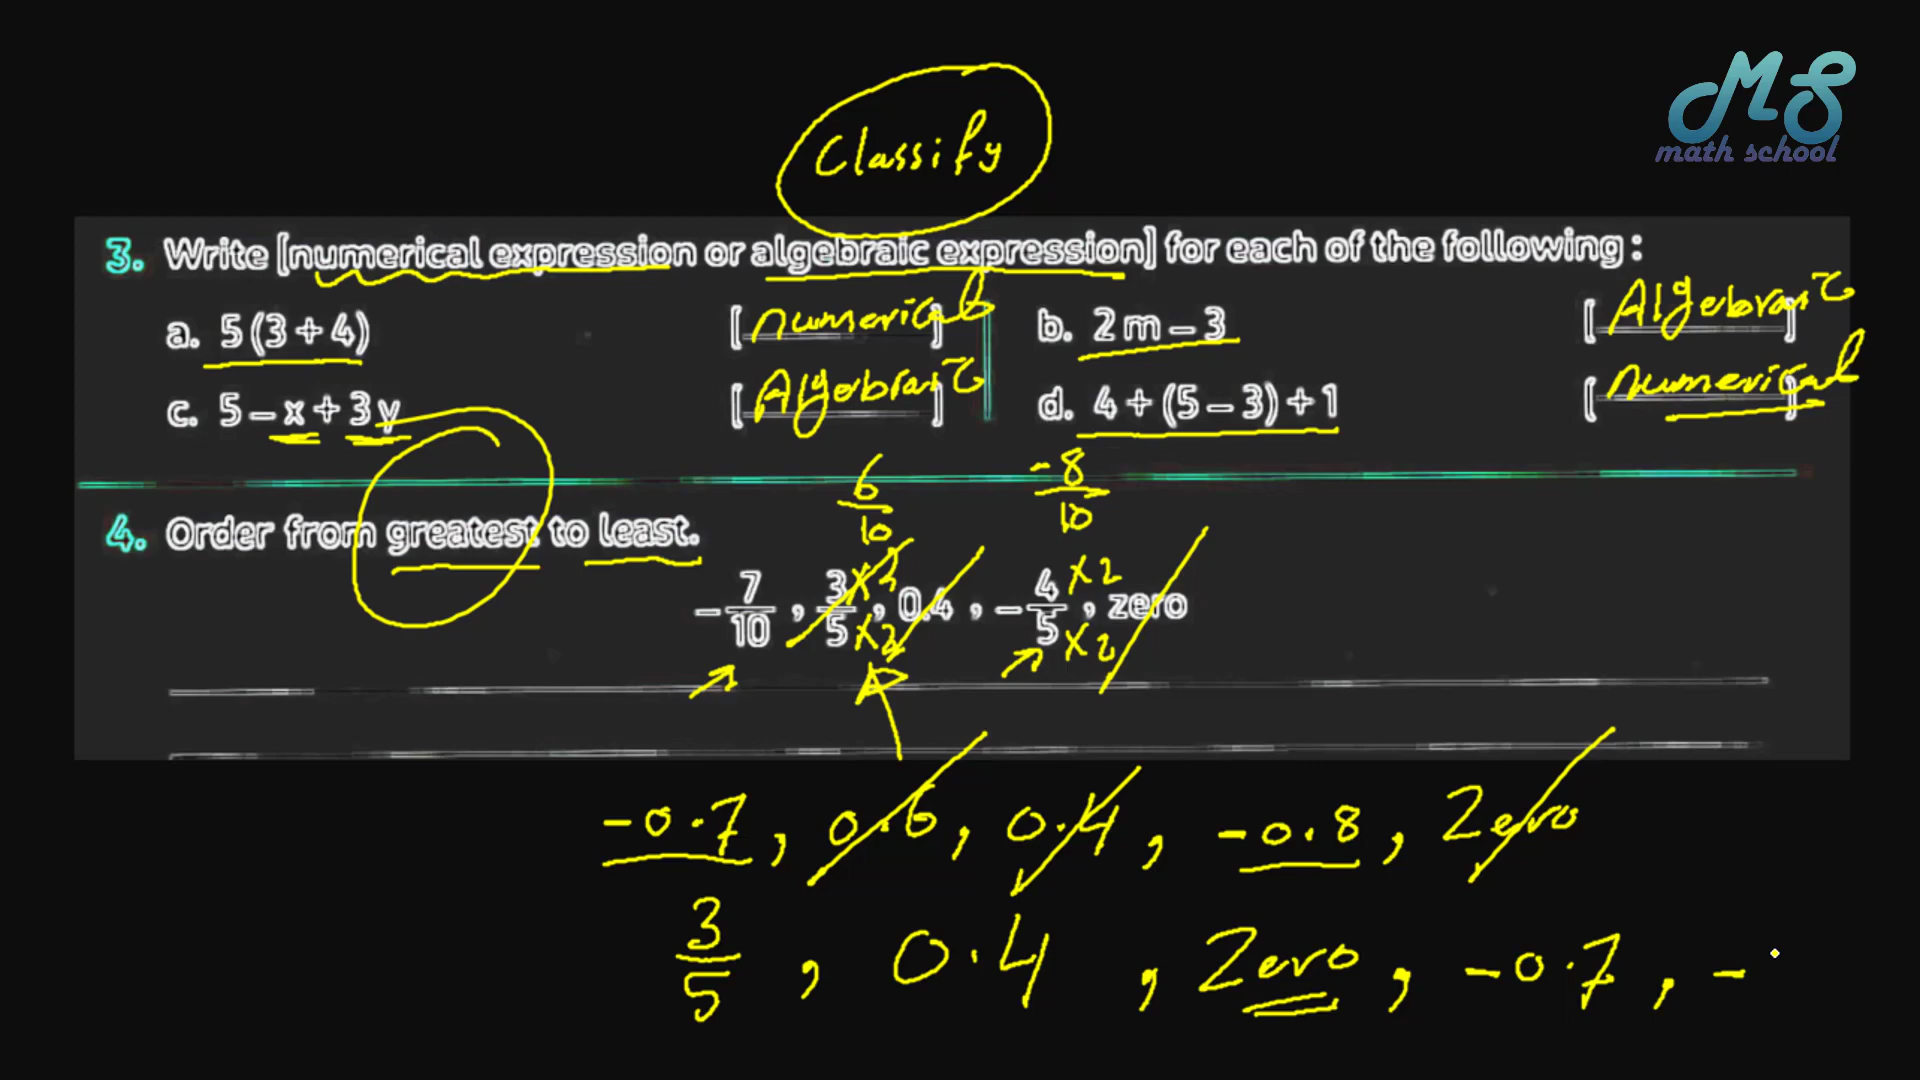 MS
math school
Classify
3. Write [numerical expression or algebraic expression] for each of the following :
a. 5 (3 + 4) [ numerical ] b. 2 m – 3 [ Algebraic ]
c. 5 – x + 3 y [ Algebraic ] d. 4 + (5 – 3) + 1 [ numerical ]
6/10 -8/10
4. Order from greatest to least.
– 7/10 , 3/5 ×2 ×2 , 0.4 , – 4/5 ×2 ×2 , zero
-0.7 , 0.6 , 0.4 , -0.8 , Zero
3/5 , 0.4 , Zero , -0.7 , -